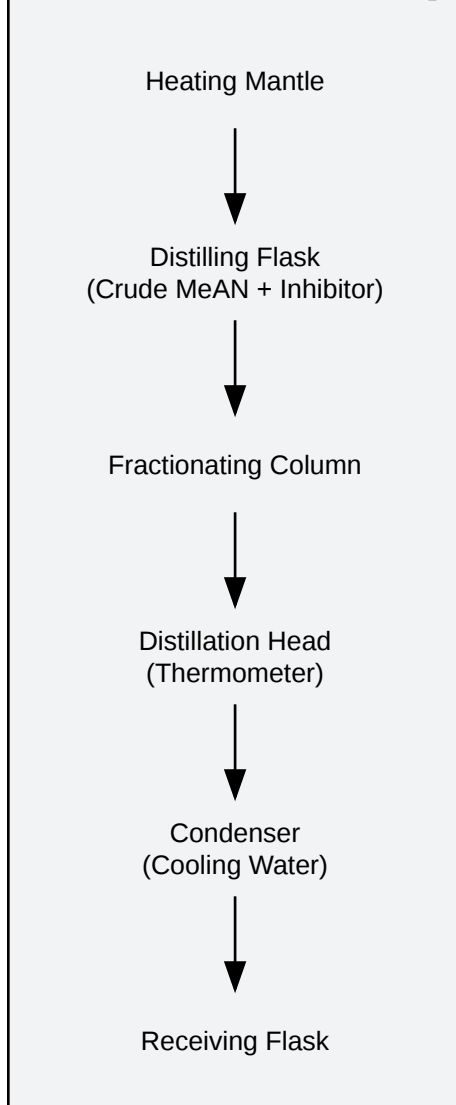 Heating Mantle
Distilling Flask
(Crude MeAN + Inhibitor)
Fractionating Column
Distillation Head
(Thermometer)
Condenser
(Cooling Water)
Receiving Flask